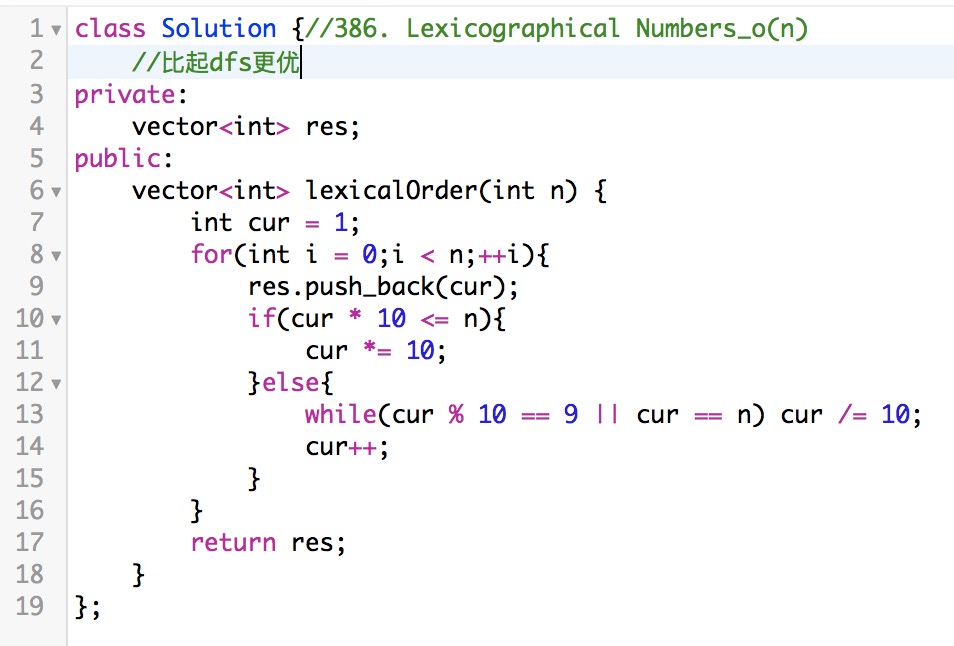 1 class Solution {//386. Lexicographical Numbers_o(n)
2     //比起dfs更优
3 private:
4     vector<int> res;
5 public:
6     vector<int> lexicalOrder(int n) {
7         int cur = 1;
8         for(int i = 0;i < n;++i){
9             res.push_back(cur);
10             if(cur * 10 <= n){
11                 cur *= 10;
12             }else{
13                 while(cur % 10 == 9 || cur == n) cur /= 10;
14                 cur++;
15             }
16         }
17         return res;
18     }
19 };